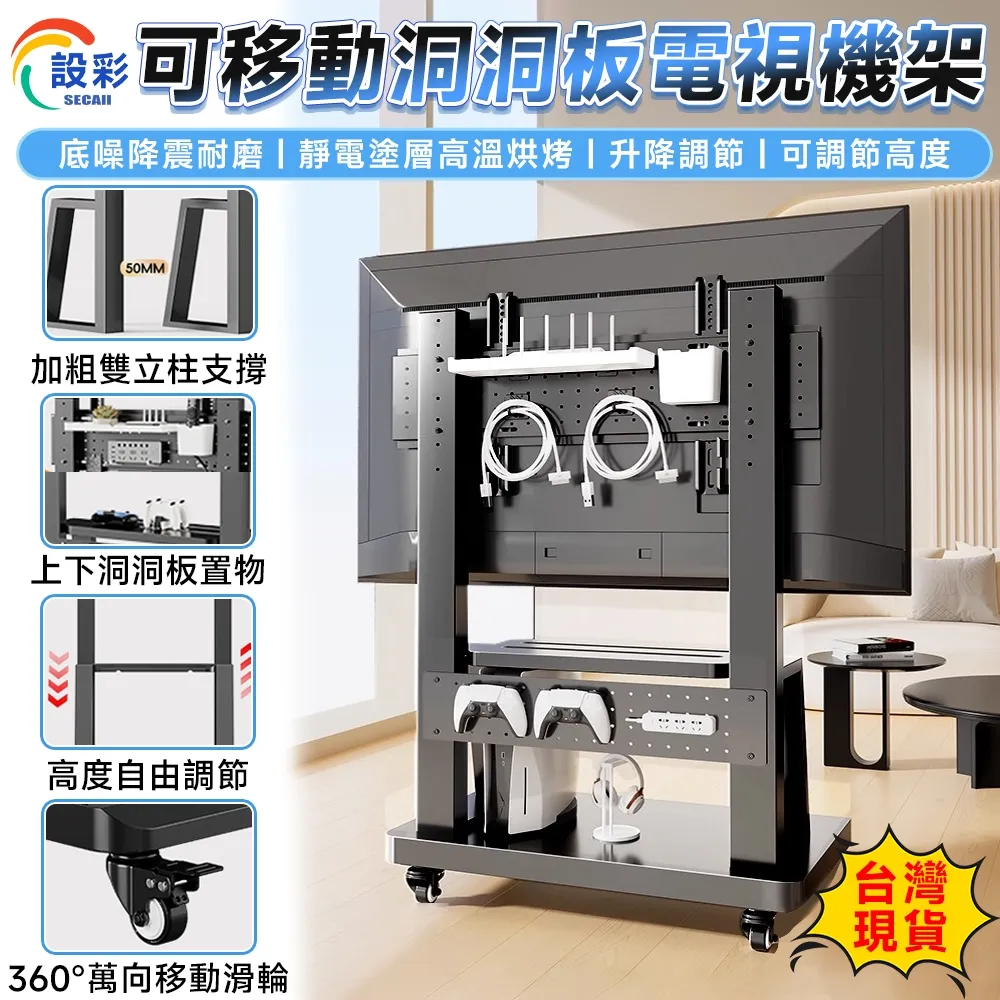 設彩
SECAII
可移動洞洞板電視機架
底噪降震耐磨丨靜電塗層高溫烘烤丨升降調節丨可調節高度
50MM
加粗雙立柱支撐
上下洞洞板置物
高度自由調節
360°萬向移動滑輪
台灣
現貨